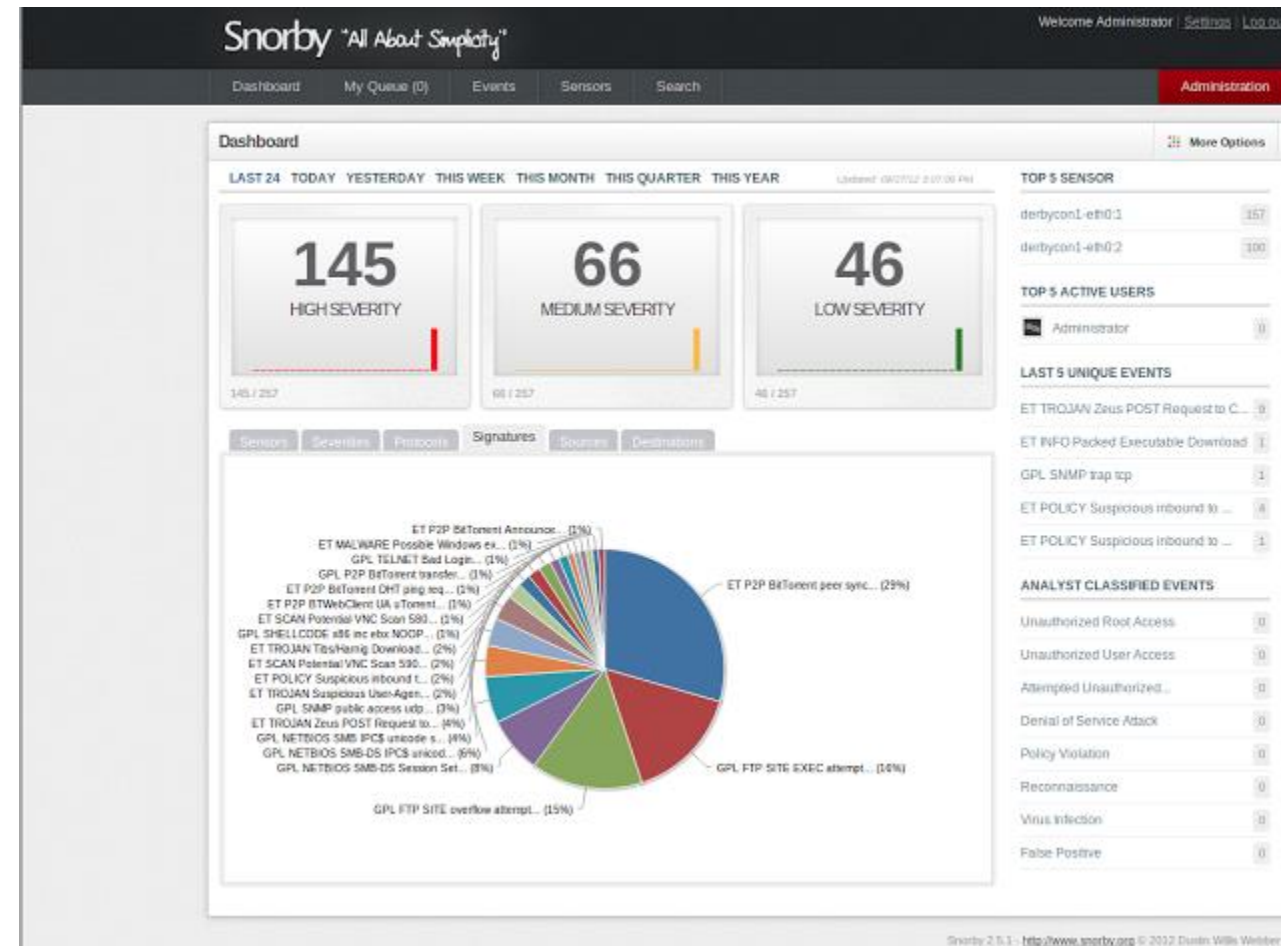 Snorby "All About Simplicity"
Welcome Administrator | Settings | Log
Dashboard My Queue (0) Events Sensors Search Administration
Dashboard More Options
LAST 24 TODAY YESTERDAY THIS WEEK THIS MONTH THIS QUARTER THIS YEAR
145
HIGH SEVERITY
145 / 257
66
MEDIUM SEVERITY
66 / 257
46
LOW SEVERITY
46 / 257
Sensors Severities Protocols Signatures Sources Destinations
ET P2P BitTorrent Announce... (1%)
ET MALWARE Possible Windows ex... (1%)
GPL TELNET Bad Login... (1%)
GPL P2P BitTorrent transfer... (1%)
ET P2P BitTorrent DHT ping req... (1%)
ET P2P BTWebClient UA uTorrent... (1%)
ET SCAN Potential VNC Scan 580... (1%)
GPL SHELLCODE x86 inc ebx NOOP... (1%)
ET TROJAN Tibs/Harnig Download... (2%)
ET SCAN Potential VNC Scan 590... (2%)
ET POLICY Suspicious inbound t... (2%)
ET TROJAN Suspicious User-Agen... (2%)
GPL SNMP public access udp... (3%)
ET TROJAN Zeus POST Request to... (4%)
GPL NETBIOS SMB IPC$ unicode s... (4%)
GPL NETBIOS SMB-DS IPC$ unicod... (6%)
GPL NETBIOS SMB-DS Session Set... (8%)
GPL FTP SITE overflow attempt... (15%)
ET P2P BitTorrent peer sync... (29%)
GPL FTP SITE EXEC attempt... (16%)
TOP 5 SENSOR
derbycon1-eth0:1 157
derbycon1-eth0:2 100
TOP 5 ACTIVE USERS
Administrator 0
LAST 5 UNIQUE EVENTS
ET TROJAN Zeus POST Request to C... 9
ET INFO Packed Executable Download 1
GPL SNMP trap tcp 1
ET POLICY Suspicious inbound to ... 4
ET POLICY Suspicious inbound to ... 1
ANALYST CLASSIFIED EVENTS
Unauthorized Root Access 0
Unauthorized User Access 0
Attempted Unauthorized... 0
Denial of Service Attack 0
Policy Violation 0
Reconnaissance 0
Virus Infection 0
False Positive 0
Snorby 2.5.1 - http://www.snorby.org © 2012 Dustin Willis Webber